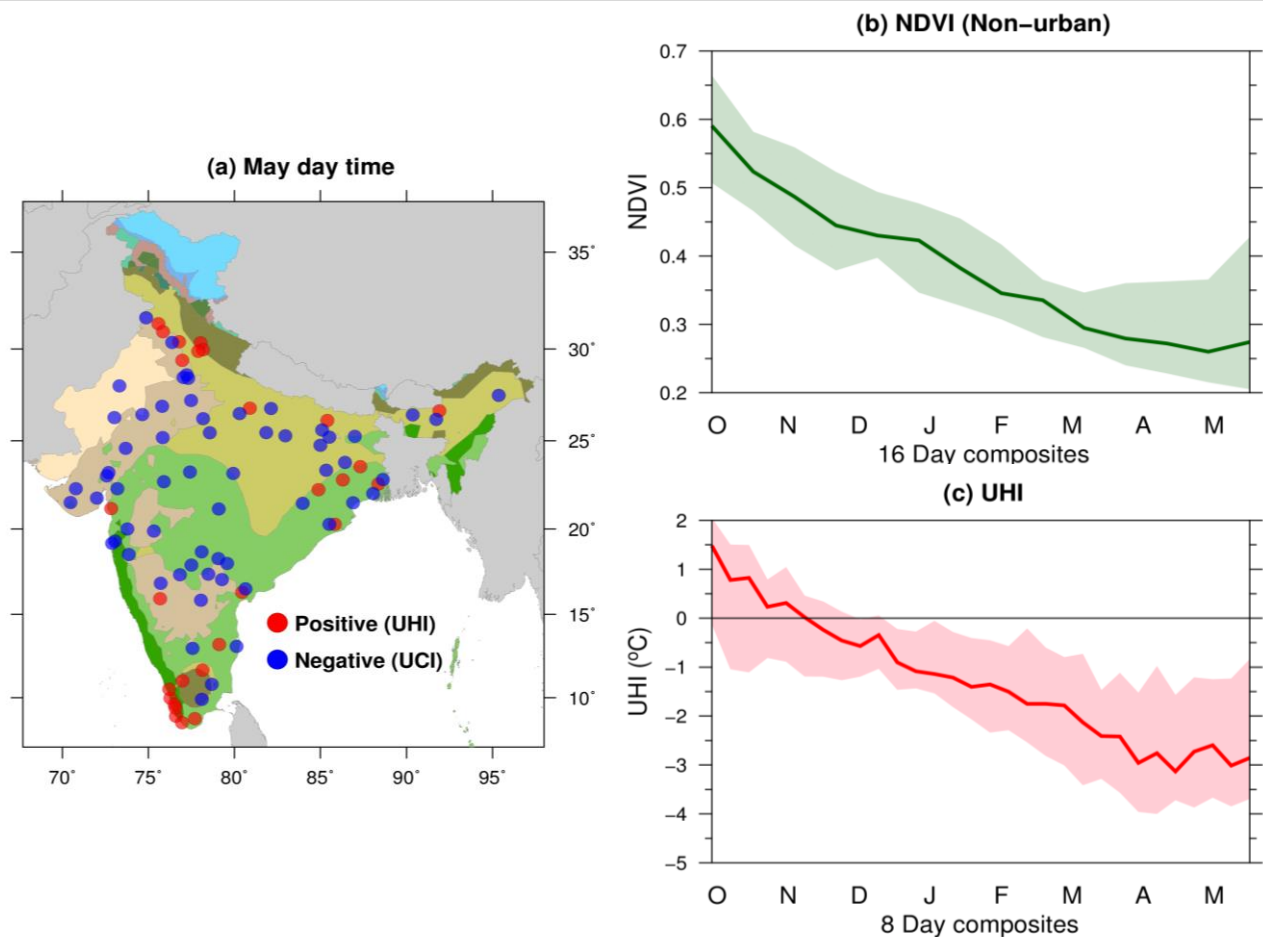 (a) May day time
35°
30°
25°
20°
15°
10°
70° 75° 80° 85° 90° 95°
Positive (UHI)
Negative (UCI)
(b) NDVI (Non−urban)
NDVI
0.7
0.6
0.5
0.4
0.3
0.2
O N D J F M A M
16 Day composites
(c) UHI
UHI (ºC)
2
1
0
−1
−2
−3
−4
−5
O N D J F M A M
8 Day composites